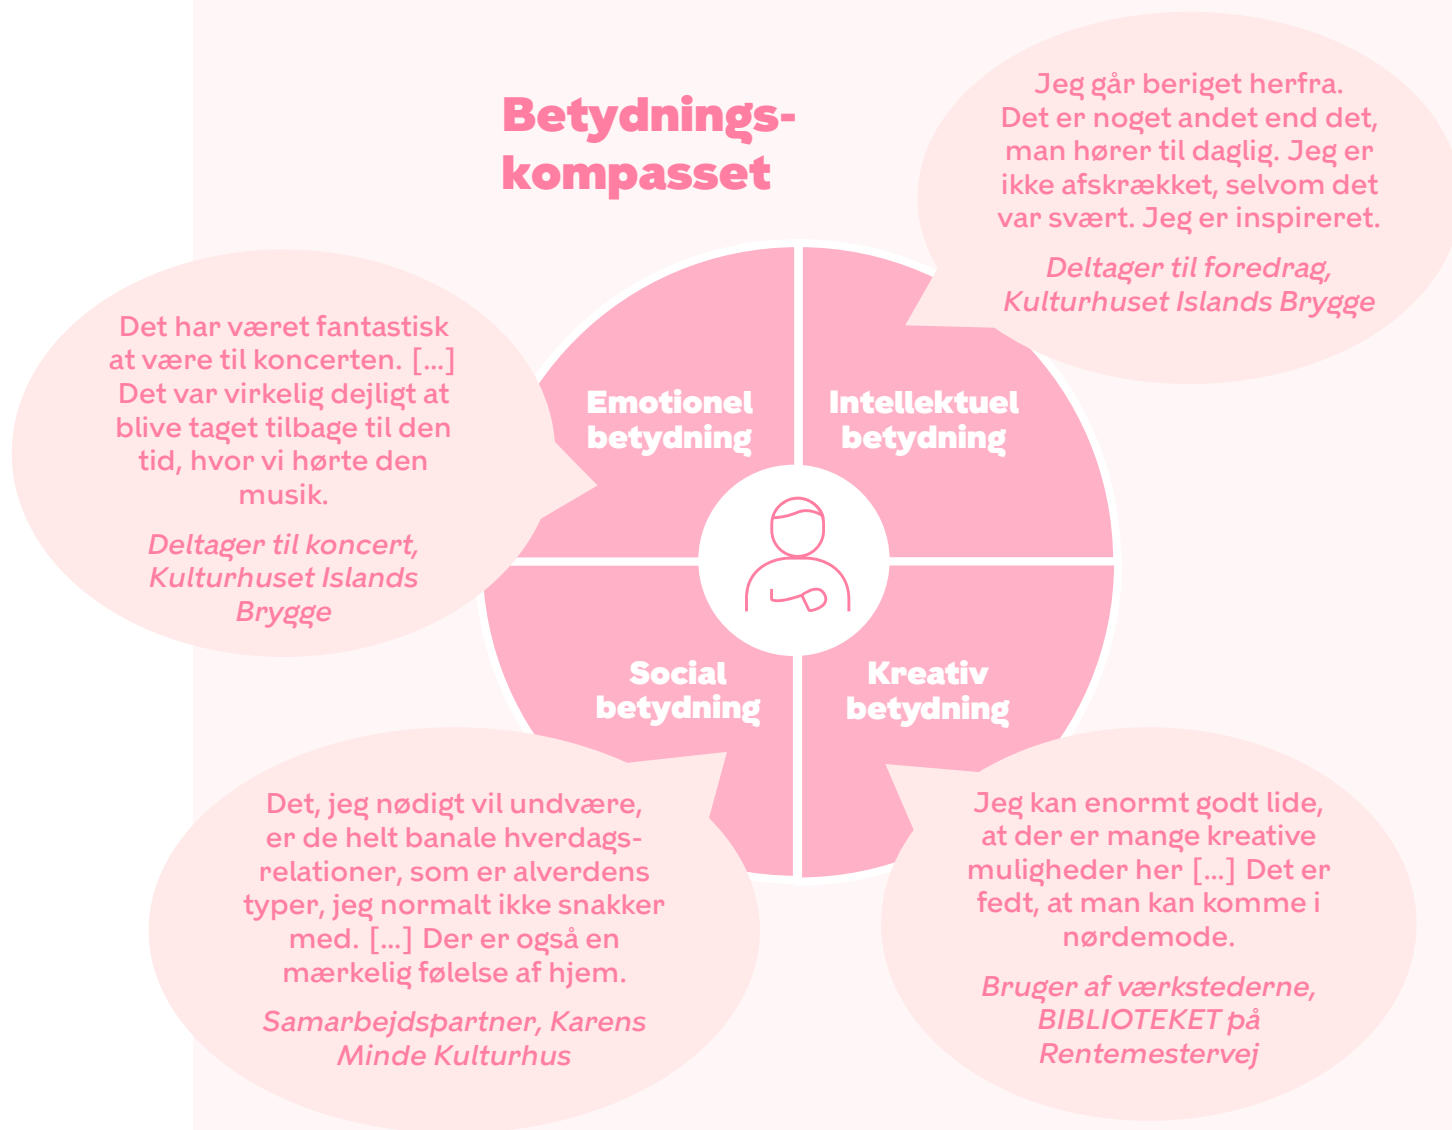 Betydnings-
kompasset
Jeg går beriget herfra.
Det er noget andet end det,
man hører til daglig. Jeg er
ikke afskrækket, selvom det
var svært. Jeg er inspireret.
Deltager til foredrag,
Kulturhuset Islands Brygge
Det har været fantastisk
at være til koncerten. [...]
Det var virkelig dejligt at
blive taget tilbage til den
tid, hvor vi hørte den
musik.
Deltager til koncert,
Kulturhuset Islands
Brygge
Emotionel
betydning
Intellektuel
betydning
Social
betydning
Kreativ
betydning
Det, jeg nødigt vil undvære,
er de helt banale hverdags-
relationer, som er alverdens
typer, jeg normalt ikke snakker
med. [...] Der er også en
mærkelig følelse af hjem.
Samarbejdspartner, Karens
Minde Kulturhus
Jeg kan enormt godt lide,
at der er mange kreative
muligheder her [...] Det er
fedt, at man kan komme i
nørdemode.
Bruger af værkstederne,
BIBLIOTEKET på
Rentemestervej